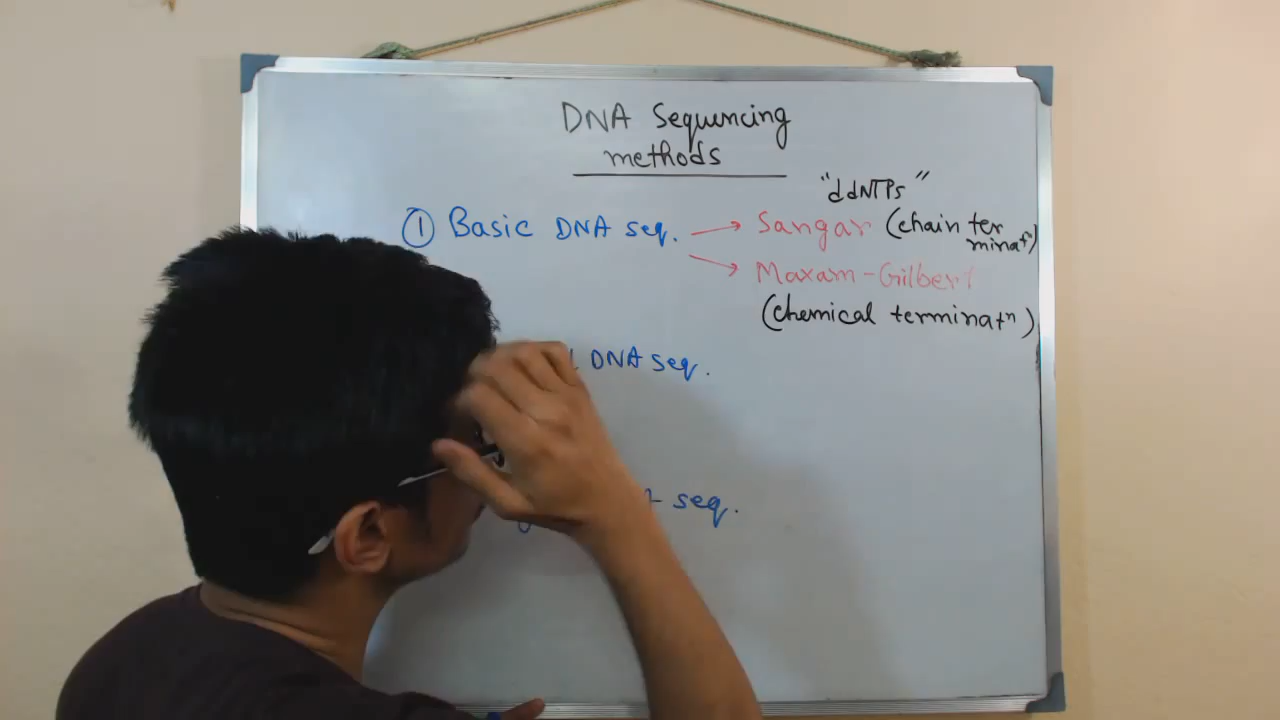 DNA Sequencing
methods
"ddNTPs"
① Basic DNA seq. → Sangar (chain ter
minatⁿ)
→ Maxam-Gilbert
(chemical terminatⁿ)
DNA seq.
seq.